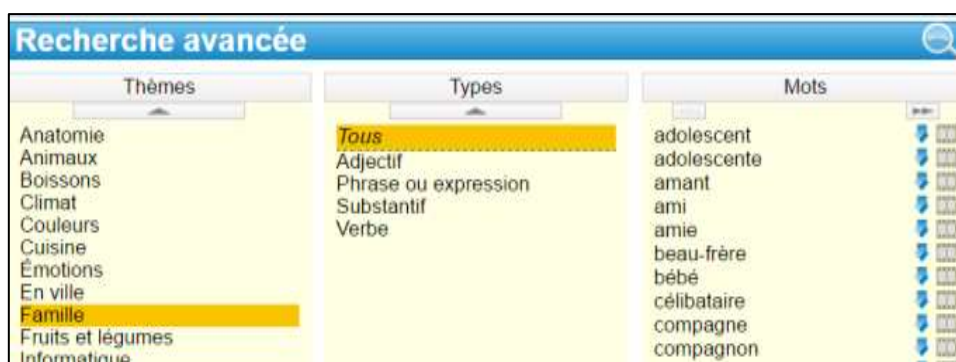 Recherche avancée
Thèmes
Types
Mots
Anatomie
Animaux
Boissons
Climat
Couleurs
Cuisine
Émotions
En ville
Famille
Fruits et légumes
Informatique
Tous
Adjectif
Phrase ou expression
Substantif
Verbe
adolescent
adolescente
amant
ami
amie
beau-frère
bébé
célibataire
compagne
compagnon